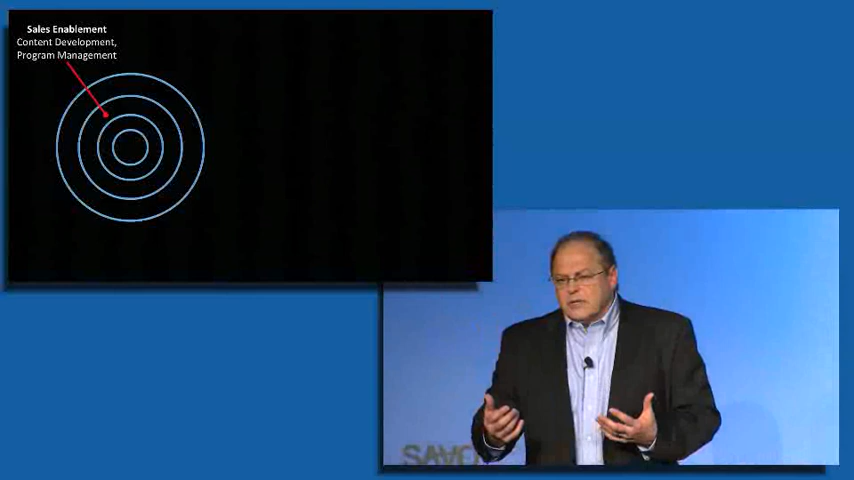 Sales Enablement
Content Development,
Program Management